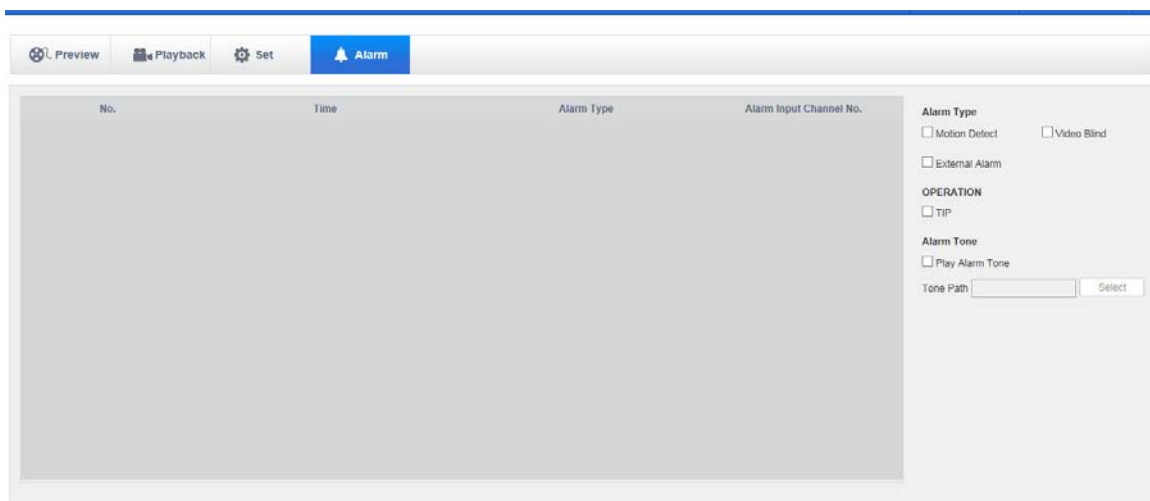 Preview Playback Set Alarm
No. Time Alarm Type Alarm Input Channel No.
Alarm Type
Motion Detect Video Blind
External Alarm
OPERATION
TIP
Alarm Tone
Play Alarm Tone
Tone Path Select